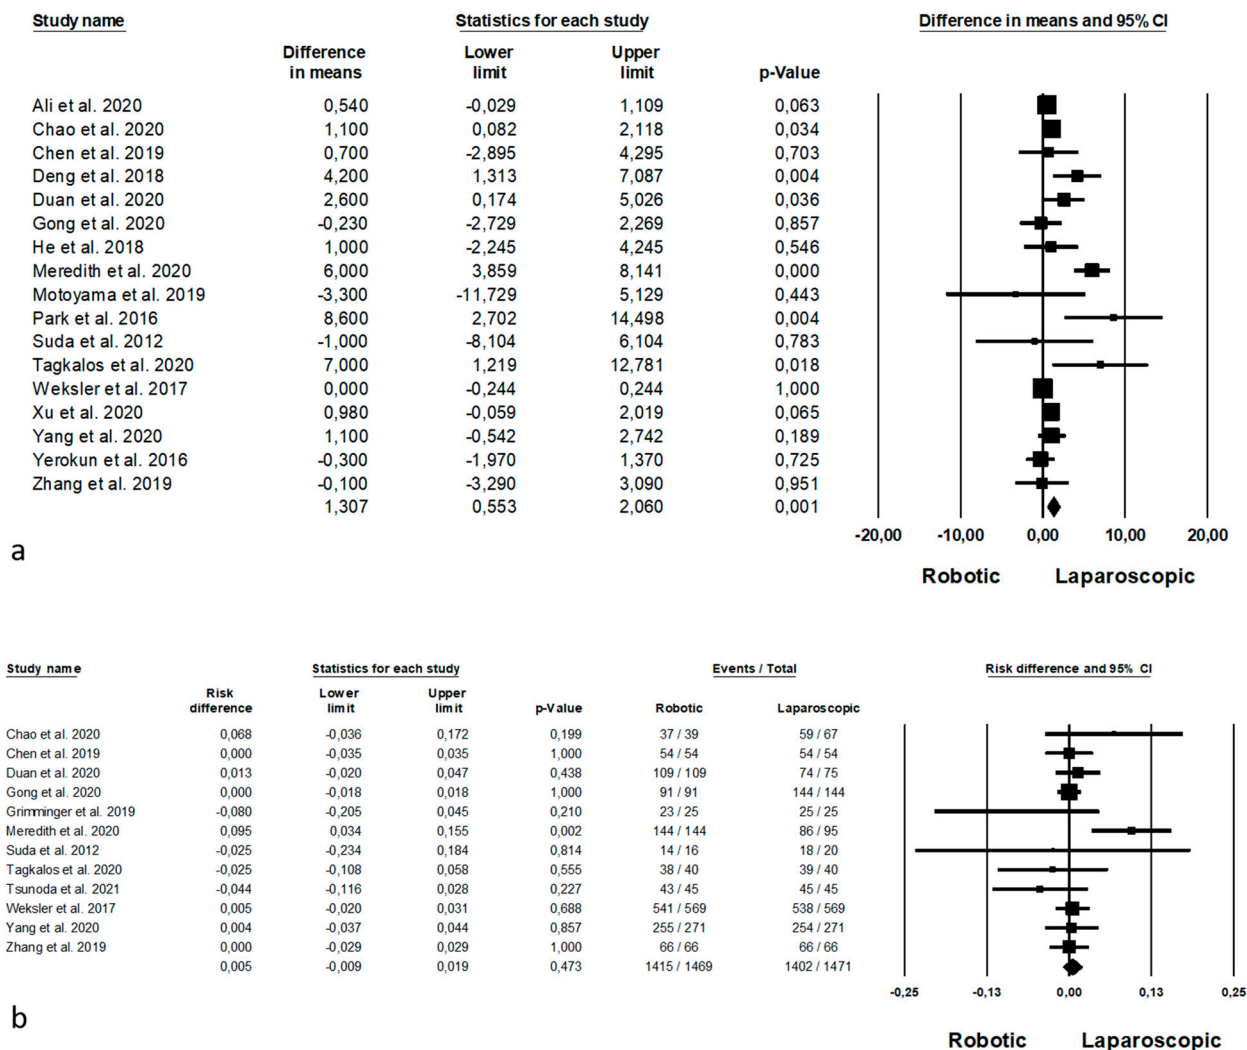 Study name Statistics for each study Difference in means and 95% CI
Difference in means Lower limit Upper limit p-Value
Ali et al. 2020 0,540 -0,029 1,109 0,063
Chao et al. 2020 1,100 0,082 2,118 0,034
Chen et al. 2019 0,700 -2,895 4,295 0,703
Deng et al. 2018 4,200 1,313 7,087 0,004
Duan et al. 2020 2,600 0,174 5,026 0,036
Gong et al. 2020 -0,230 -2,729 2,269 0,857
He et al. 2018 1,000 -2,245 4,245 0,546
Meredith et al. 2020 6,000 3,859 8,141 0,000
Motoyama et al. 2019 -3,300 -11,729 5,129 0,443
Park et al. 2016 8,600 2,702 14,498 0,004
Suda et al. 2012 -1,000 -8,104 6,104 0,783
Tagkalos et al. 2020 7,000 1,219 12,781 0,018
Weksler et al. 2017 0,000 -0,244 0,244 1,000
Xu et al. 2020 0,980 -0,059 2,019 0,065
Yang et al. 2020 1,100 -0,542 2,742 0,189
Yerokun et al. 2016 -0,300 -1,970 1,370 0,725
Zhang et al. 2019 -0,100 -3,290 3,090 0,951
1,307 0,553 2,060 0,001
-20,00 -10,00 0,00 10,00 20,00
a
Robotic Laparoscopic
Study name Statistics for each study Events / Total Risk difference and 95% CI
Risk difference Lower limit Upper limit p-Value Robotic Laparoscopic
Chao et al. 2020 0,068 -0,036 0,172 0,199 37 / 39 59 / 67
Chen et al. 2019 0,000 -0,035 0,035 1,000 54 / 54 54 / 54
Duan et al. 2020 0,013 -0,020 0,047 0,438 109 / 109 74 / 75
Gong et al. 2020 0,000 -0,018 0,018 1,000 91 / 91 144 / 144
Grimminger et al. 2019 -0,080 -0,205 0,045 0,210 23 / 25 25 / 25
Meredith et al. 2020 0,095 0,034 0,155 0,002 144 / 144 86 / 95
Suda et al. 2012 -0,025 -0,234 0,184 0,814 14 / 16 18 / 20
Tagkalos et al. 2020 -0,025 -0,108 0,058 0,555 38 / 40 39 / 40
Tsunoda et al. 2021 -0,044 -0,116 0,028 0,227 43 / 45 45 / 45
Weksler et al. 2017 0,005 -0,020 0,031 0,688 541 / 569 538 / 569
Yang et al. 2020 0,004 -0,037 0,044 0,857 255 / 271 254 / 271
Zhang et al. 2019 0,000 -0,029 0,029 1,000 66 / 66 66 / 66
0,005 -0,009 0,019 0,473 1415 / 1469 1402 / 1471
-0,25 -0,13 0,00 0,13 0,25
b
Robotic Laparoscopic